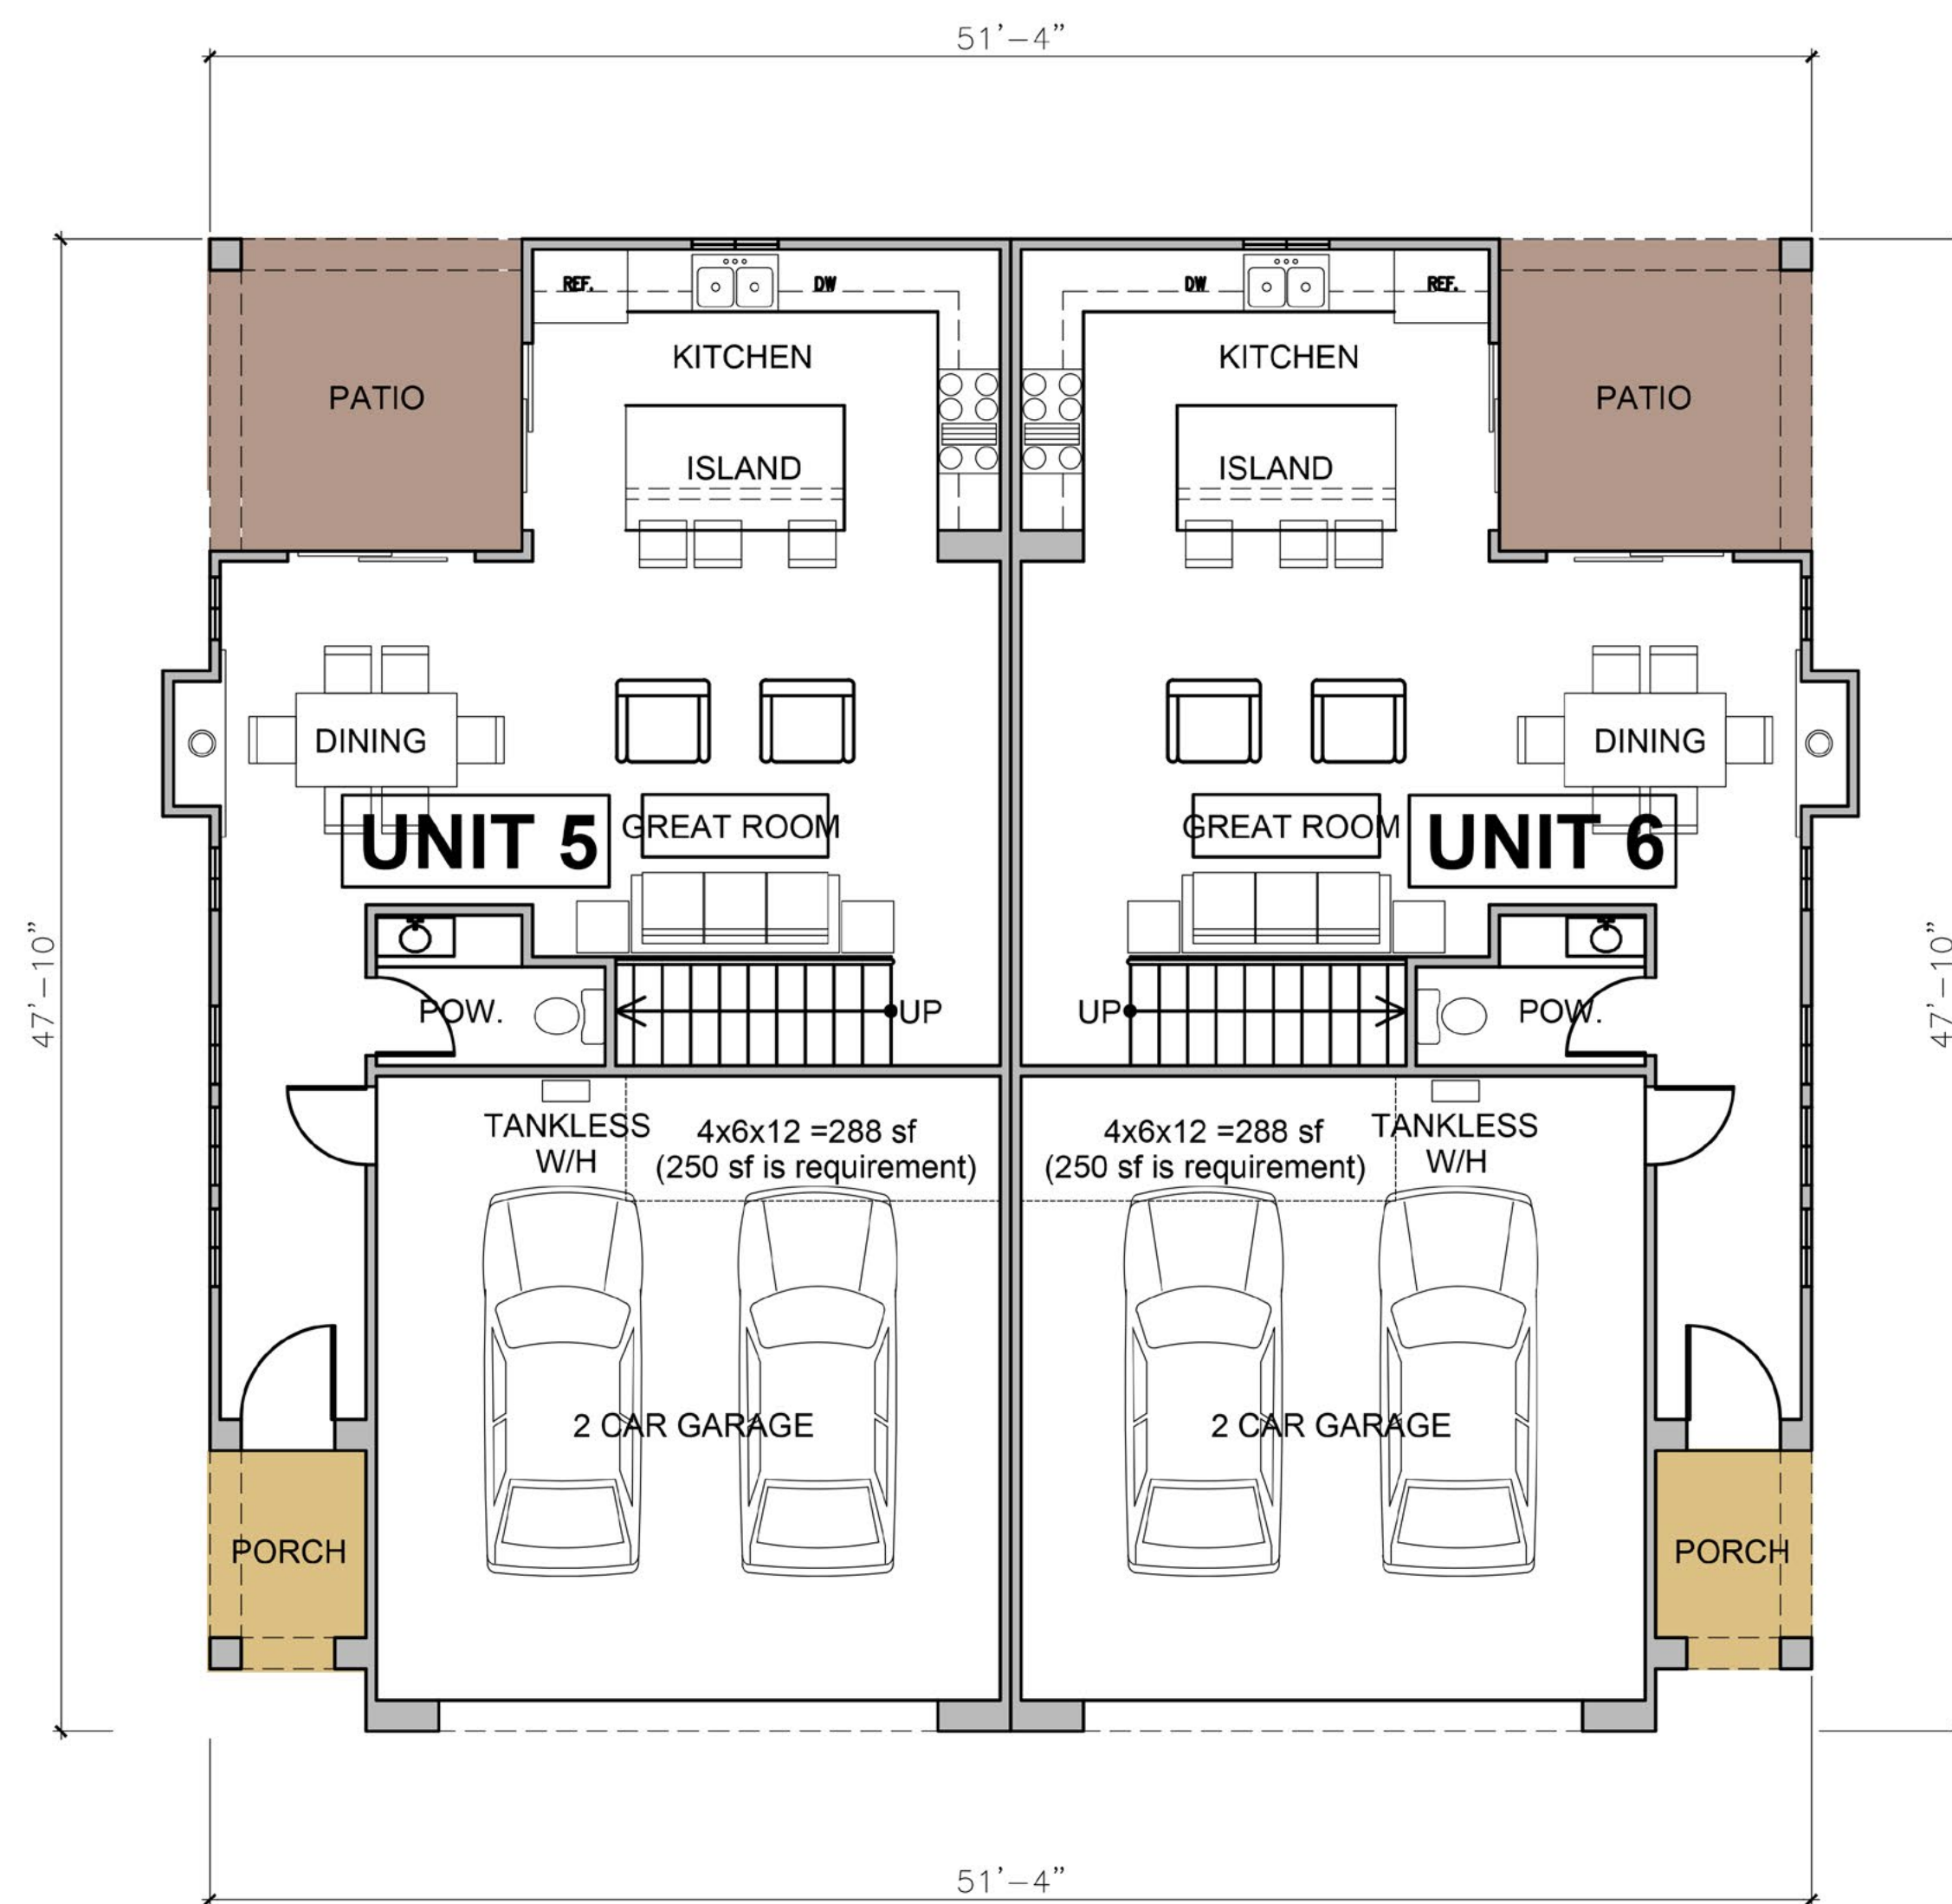 51'-4"
REF.
DW
DW
REF.
KITCHEN
KITCHEN
PATIO
PATIO
ISLAND
ISLAND
DINING
DINING
UNIT 5
GREAT ROOM
GREAT ROOM
UNIT 6
47'-10"
47'-10"
POW.
UP
UP
POW.
TANKLESS
W/H
4x6x12 =288 sf
(250 sf is requirement)
4x6x12 =288 sf
(250 sf is requirement)
TANKLESS
W/H
2 CAR GARAGE
2 CAR GARAGE
PORCH
PORCH
51'-4"